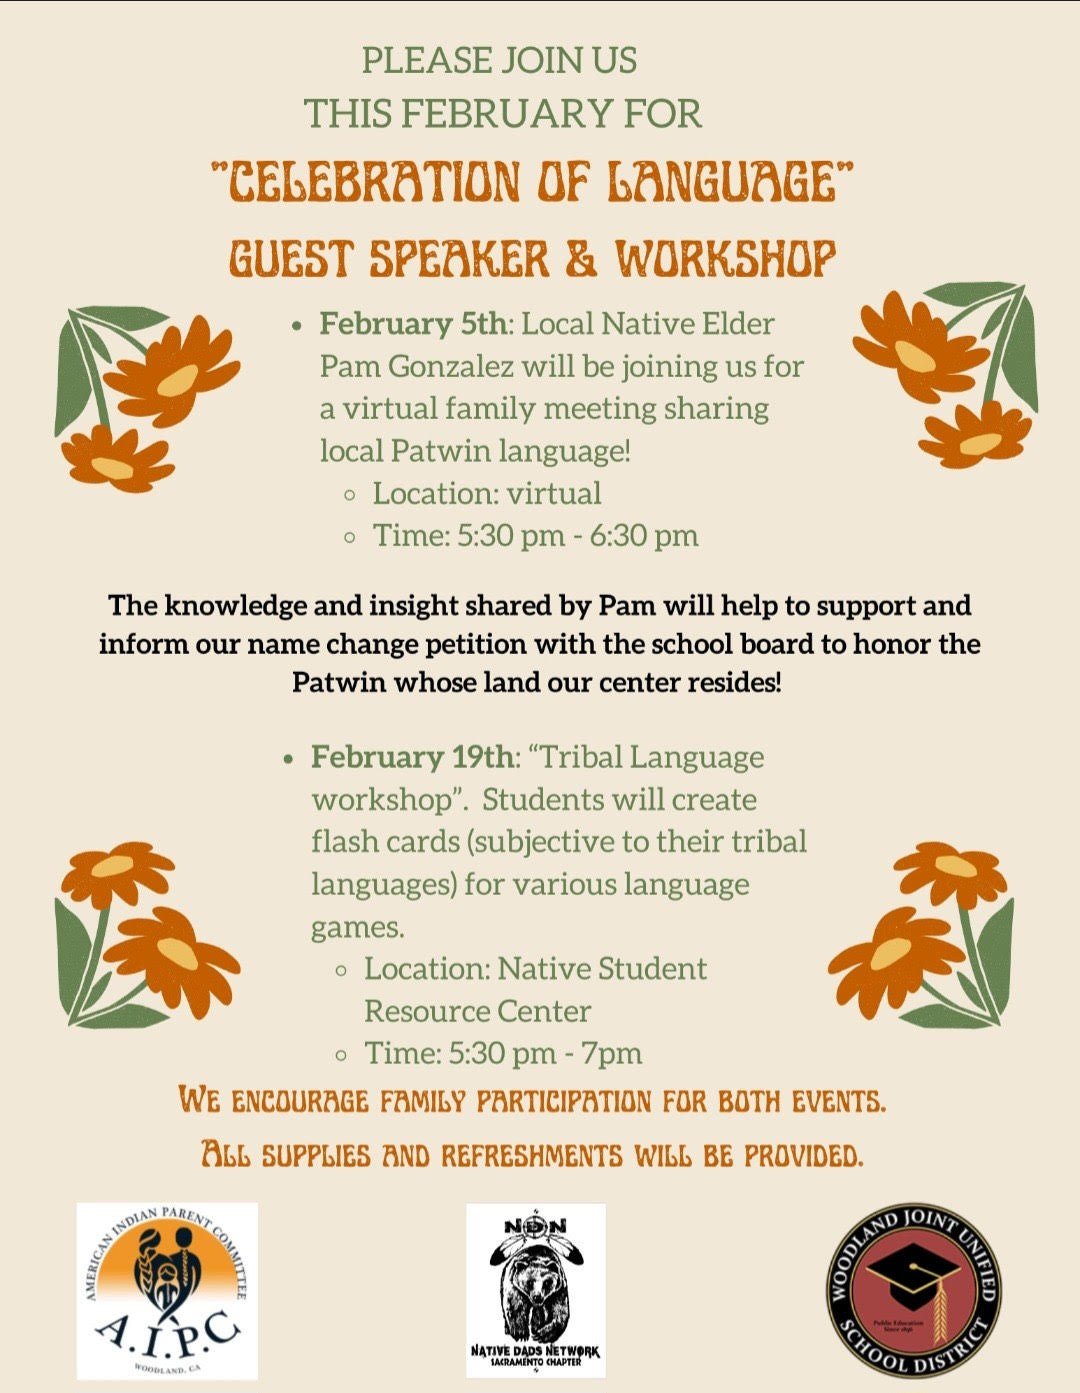 PLEASE JOIN US
THIS FEBRUARY FOR
"CELEBRATION OF LANGUAGE"
GUEST SPEAKER & WORKSHOP
• February 5th: Local Native Elder
Pam Gonzalez will be joining us for
a virtual family meeting sharing
local Patwin language!
○ Location: virtual
○ Time: 5:30 pm - 6:30 pm
The knowledge and insight shared by Pam will help to support and
inform our name change petition with the school board to honor the
Patwin whose land our center resides!
• February 19th: “Tribal Language
workshop”. Students will create
flash cards (subjective to their tribal
languages) for various language
games.
○ Location: Native Student
Resource Center
○ Time: 5:30 pm - 7pm
WE ENCOURAGE FAMILY PARTICIPATION FOR BOTH EVENTS.
ALL SUPPLIES AND REFRESHMENTS WILL BE PROVIDED.
AMERICAN INDIAN PARENT COMMITTEE
A.I.P.C
WOODLAND, CA
NDN
NATIVE DADS NETWORK
SACRAMENTO CHAPTER
WOODLAND JOINT UNIFIED
Public Education
Since 1896
SCHOOL DISTRICT